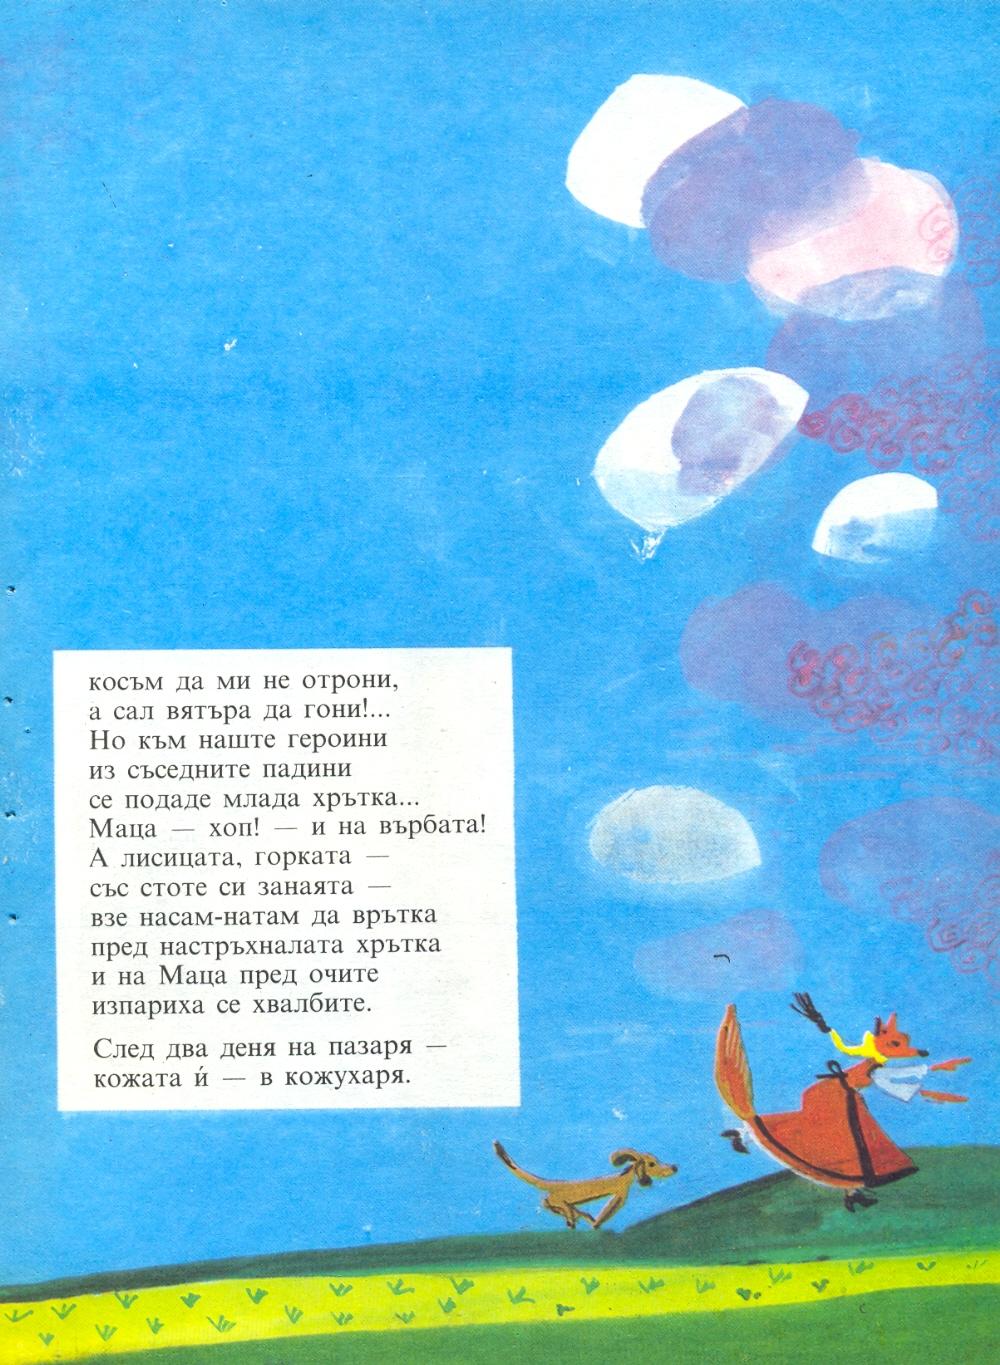 косъм да ми не отрони,
а сал вятъра да гони!...
Но към наште героини
из съседните падини
се подаде млада хрътка...
Маца — хоп! — и на върбата!
А лисицата, горката —
със стоте си занаята —
взе насам-натам да врътка
пред настръхналата хрътка
и на Маца пред очите
изпариха се хвалбите.
След два деня на пазаря —
кожата ѝ — в кожухаря.